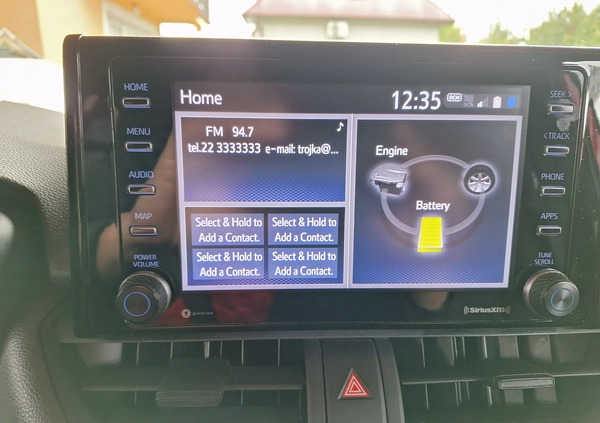 HOME
MENU
AUDIO
MAP
POWER
VOLUME
Home
12:35
DCM
FM 94.7
tel.22 3333333 e-mail: trojka@...
Select & Hold to
Add a Contact.
Select & Hold to
Add a Contact.
Select & Hold to
Add a Contact.
Select & Hold to
Add a Contact.
Engine
Battery
SEEK >
< TRACK
PHONE
APPS
TUNE
SCROLL
SiriusXM